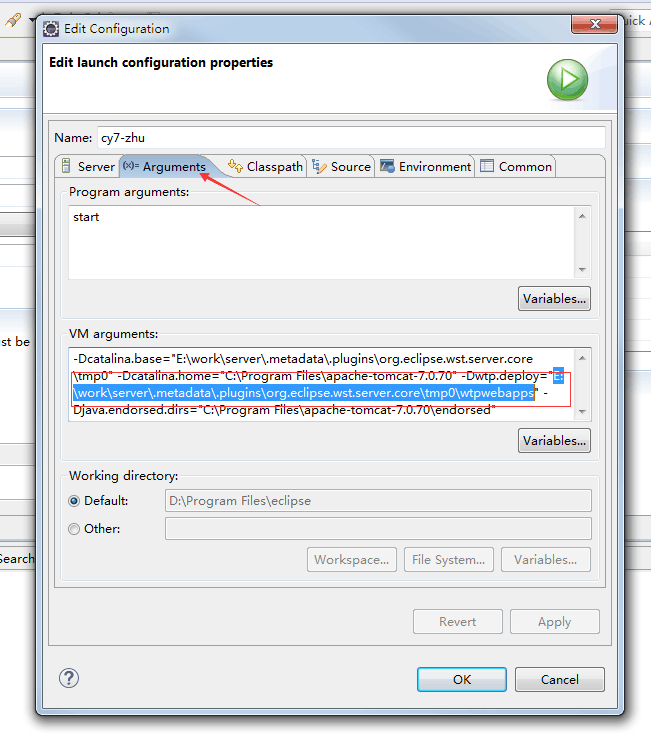 Edit Configuration
Edit launch configuration properties
Name: cy7-zhu
Server (x)= Arguments Classpath Source Environment Common
Program arguments:
start
Variables...
VM arguments:
-Dcatalina.base="E:\work\server\.metadata\.plugins\org.eclipse.wst.server.core
\tmp0" -Dcatalina.home="C:\Program Files\apache-tomcat-7.0.70" -Dwtp.deploy="E:
\work\server\.metadata\.plugins\org.eclipse.wst.server.core\tmp0\wtpwebapps" -
Djava.endorsed.dirs="C:\Program Files\apache-tomcat-7.0.70\endorsed"
Variables...
Working directory:
Default: D:\Program Files\eclipse
Other:
Workspace... File System... Variables...
Revert Apply
? OK Cancel
st be
Search